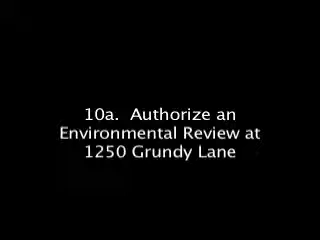 10a.  Authorize an
Environmental Review at
1250 Grundy Lane